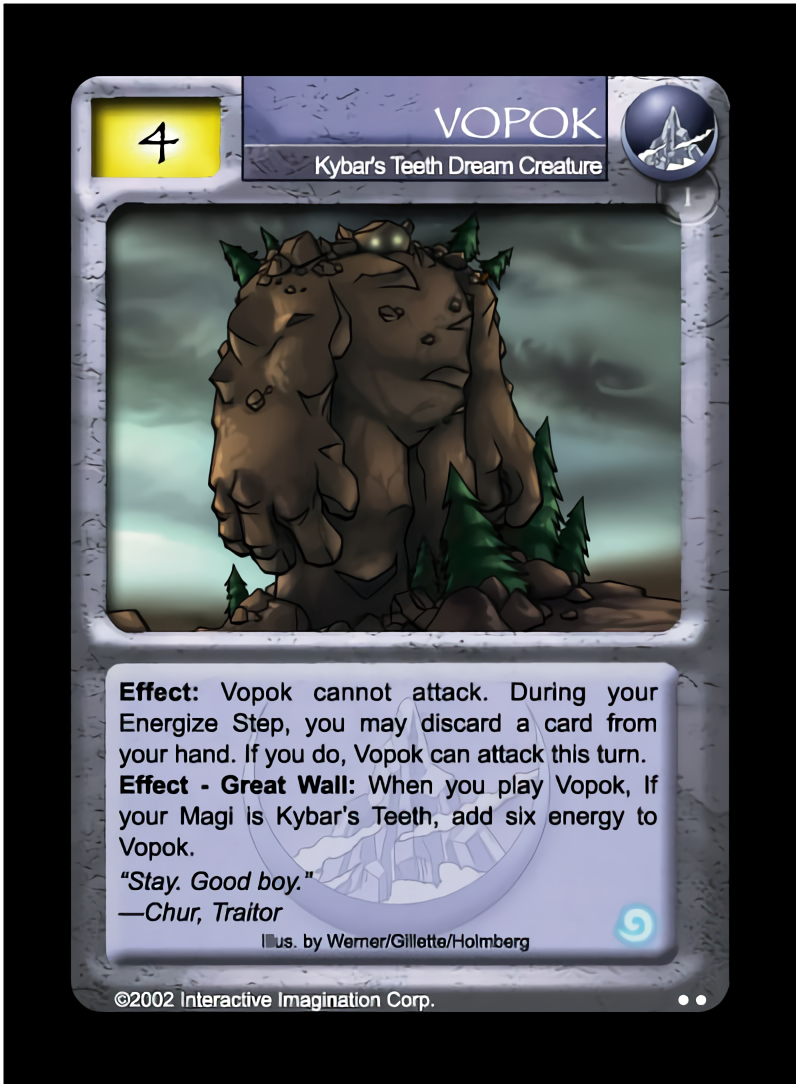 4
VOPOK
Kybar's Teeth Dream Creature
1
Effect: Vopok cannot attack. During your
Energize Step, you may discard a card from
your hand. If you do, Vopok can attack this turn.
Effect - Great Wall: When you play Vopok, If
your Magi is Kybar's Teeth, add six energy to
Vopok.
“Stay. Good boy.”
—Chur, Traitor
Illus. by Werner/Gillette/Holmberg
©2002 Interactive Imagination Corp.